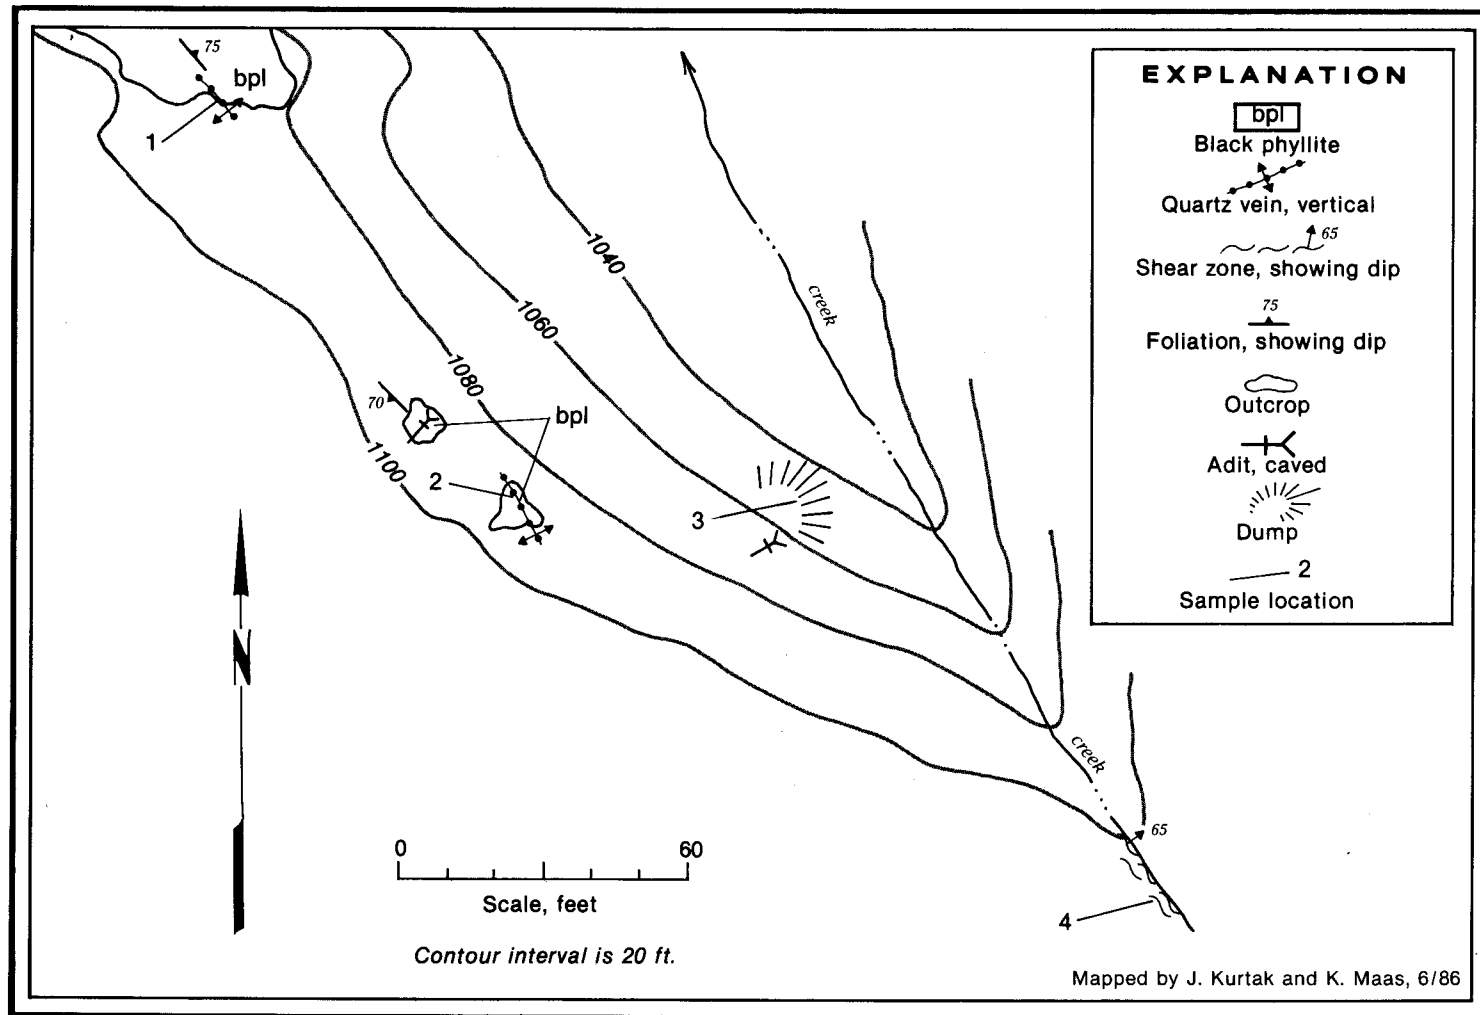 75
bpl
1
1040
creek
1060
1080
70
bpl
1100
2
3
N
creek
65
4
0 60
Scale, feet
Contour interval is 20 ft.
EXPLANATION
bpl
Black phyllite
Quartz vein, vertical
65
Shear zone, showing dip
75
Foliation, showing dip
Outcrop
Adit, caved
Dump
2
Sample location
Mapped by J. Kurtak and K. Maas, 6/86